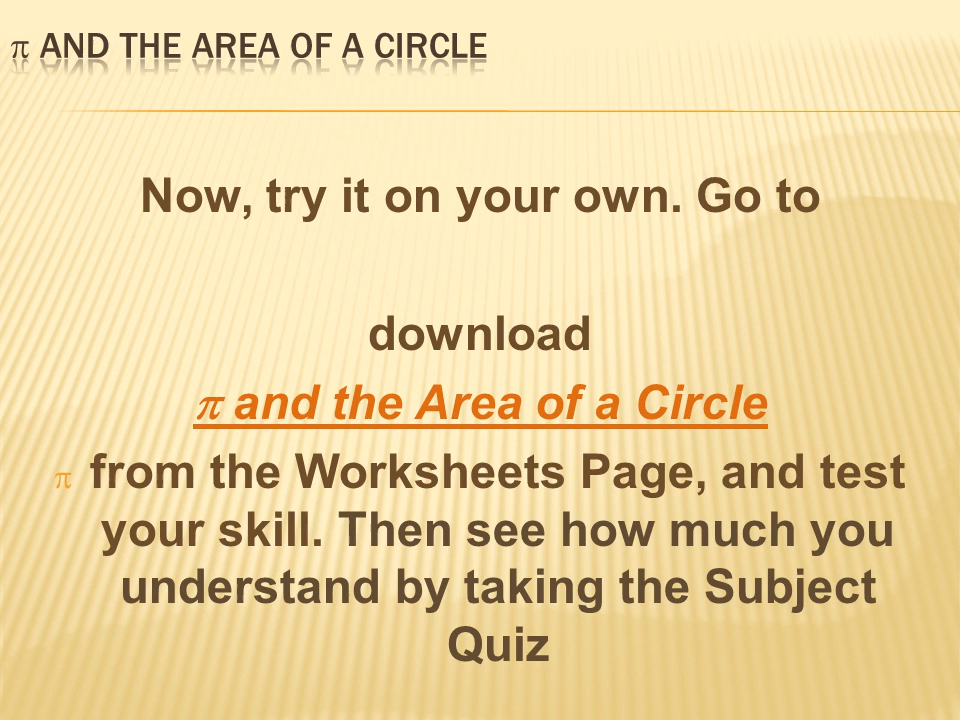 π AND THE AREA OF A CIRCLE
Now, try it on your own. Go to
download
π and the Area of a Circle
π from the Worksheets Page, and test
your skill. Then see how much you
understand by taking the Subject
Quiz